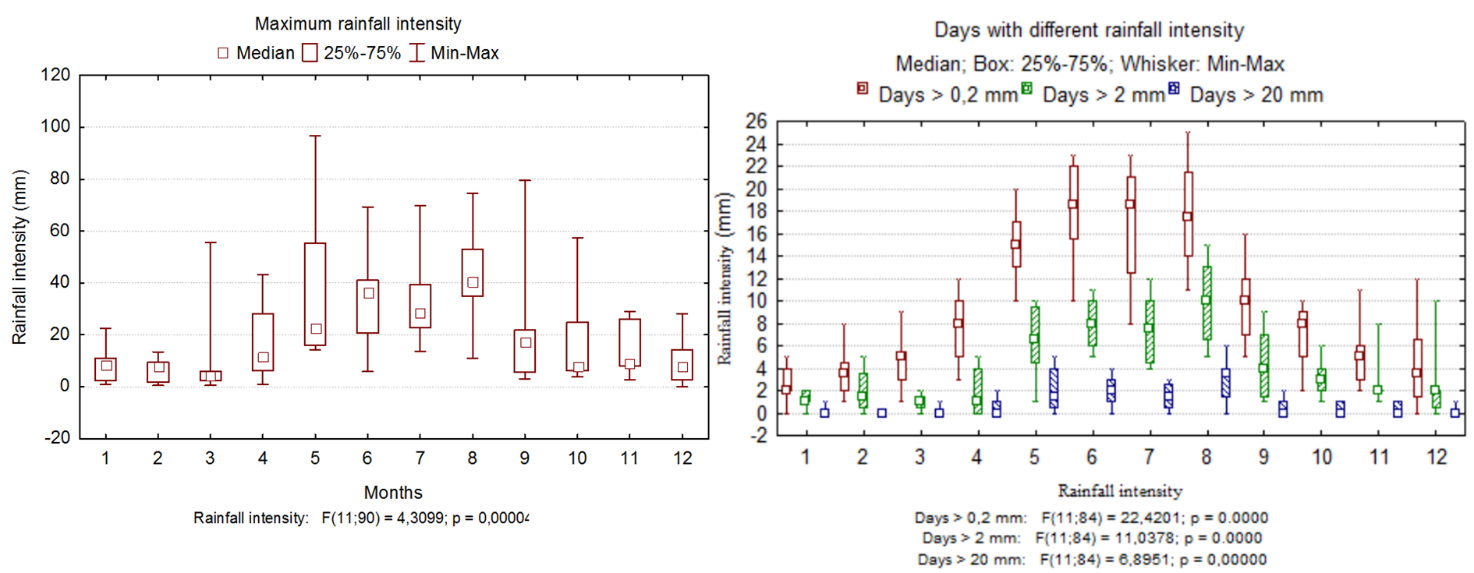 Maximum rainfall intensity
Median 25%-75% Min-Max
120
100
80
60
40
20
0
-20
Rainfall intensity (mm)
1 2 3 4 5 6 7 8 9 10 11 12
Months
Rainfall intensity: F(11;90) = 4,3099; p = 0,00004
Days with different rainfall intensity
Median; Box: 25%-75%; Whisker: Min-Max
Days > 0,2 mm Days > 2 mm Days > 20 mm
26
24
22
20
18
16
14
12
10
8
6
4
2
0
-2
Rainfall intensity (mm)
1 2 3 4 5 6 7 8 9 10 11 12
Rainfall intensity
Days > 0,2 mm: F(11;84) = 22,4201; p = 0.0000
Days > 2 mm: F(11;84) = 11,0378; p = 0.0000
Days > 20 mm: F(11;84) = 6,8951; p = 0,00000